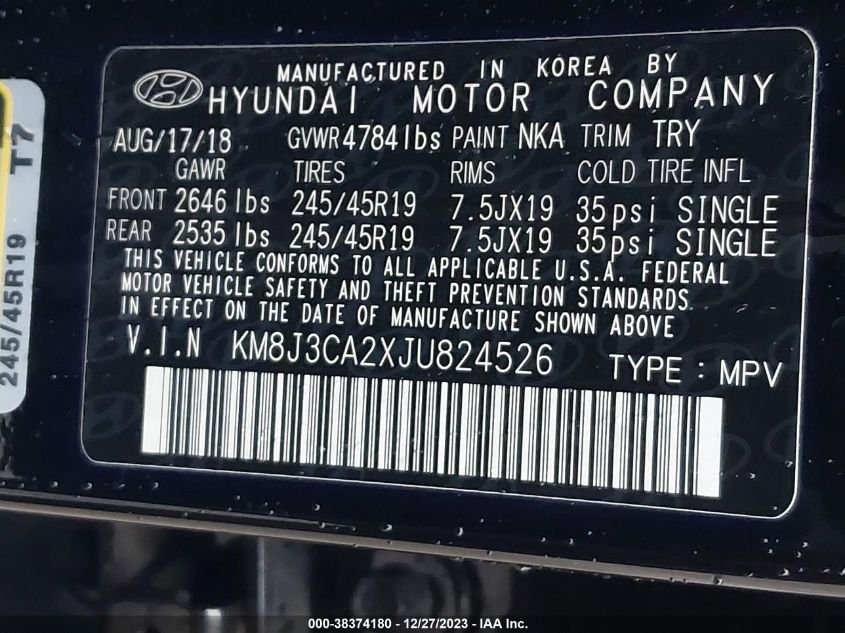 MANUFACTURED IN KOREA BY
HYUNDAI MOTOR COMPANY
AUG/17/18 GVWR 4784 lbs PAINT NKA TRIM TRY
GAWR TIRES RIMS COLD TIRE INFL
FRONT 2646 lbs 245/45R19 7.5JX19 35psi SINGLE
REAR 2535 lbs 245/45R19 7.5JX19 35psi SINGLE
THIS VEHICLE CONFORMS TO ALL APPLICABLE U.S.A. FEDERAL
MOTOR VEHICLE SAFETY AND THEFT PREVENTION STANDARDS
IN EFFECT ON THE DATE OF MANUFACTURE SHOWN ABOVE
V.I.N KM8J3CA2XJU824526 TYPE : MPV
245/45R19 T7
000-38374180 - 12/27/2023 - IAA Inc.